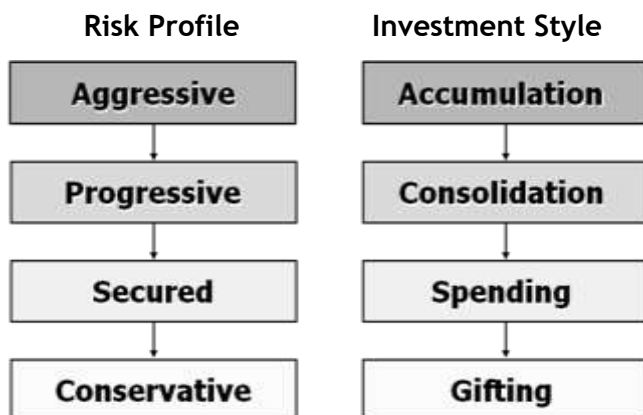 Risk Profile
Investment Style
Aggressive
Accumulation
Progressive
Consolidation
Secured
Spending
Conservative
Gifting